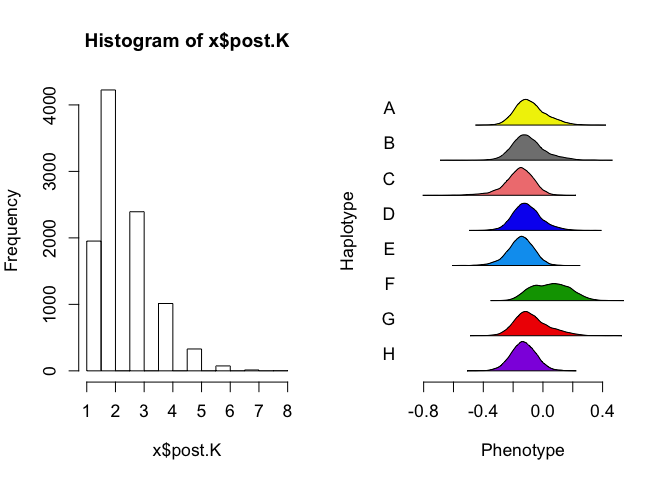 Histogram of x$post.K
Frequency
0
1000
2000
3000
4000
1 2 3 4 5 6 7 8
x$post.K
Haplotype
A
B
C
D
E
F
G
H
-0.8 -0.4 0.0 0.4
Phenotype